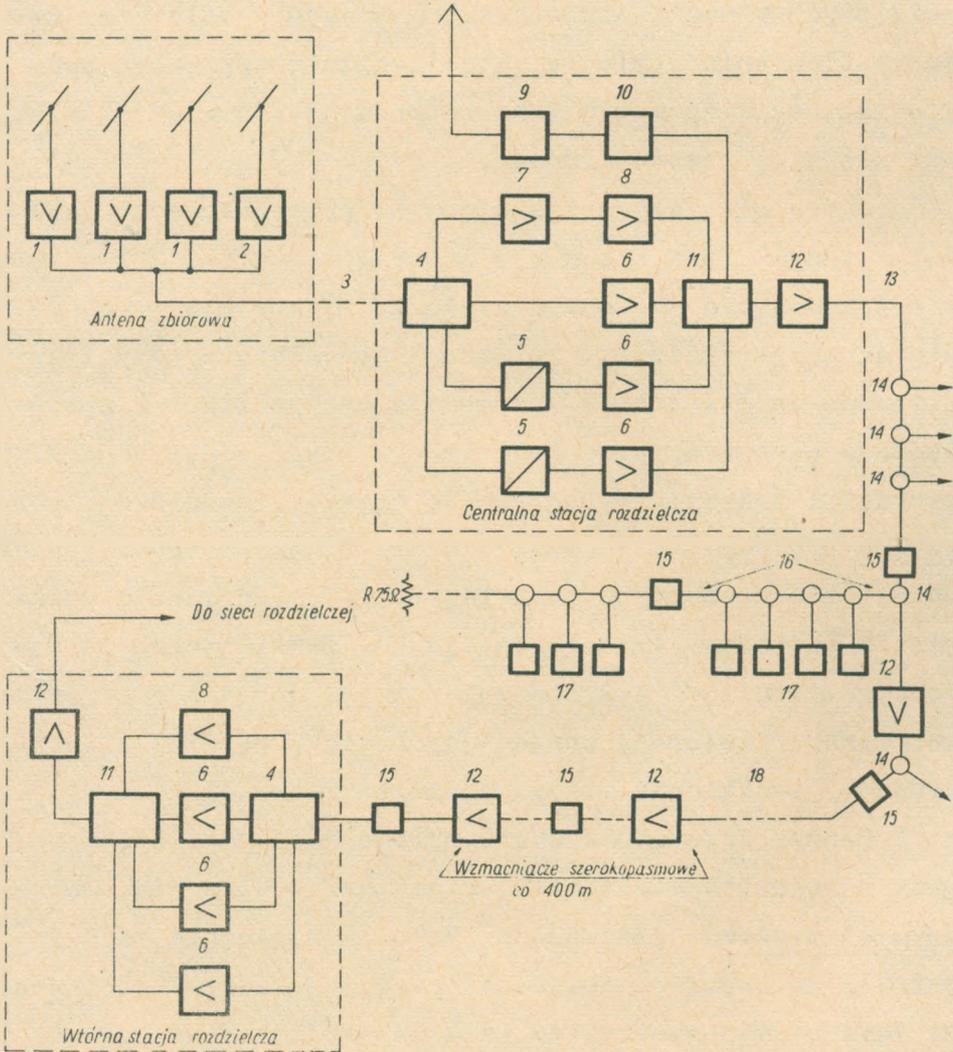 9 10
7 8
1 1 1 2
4 6 11 12 13
3
Antena zbiorowa
5 6
14
5 6
14
14
Centralna stacja rozdzielcza
15 16 15
R 75Ω
14
Do sieci rozdzielczej
17 17
12
12 8
14
11 6 4 15 12 15 12 18
15
6
Wzmacniacze szerokopasmowe
co 400 m
6
Wtórna stacja rozdzielcza